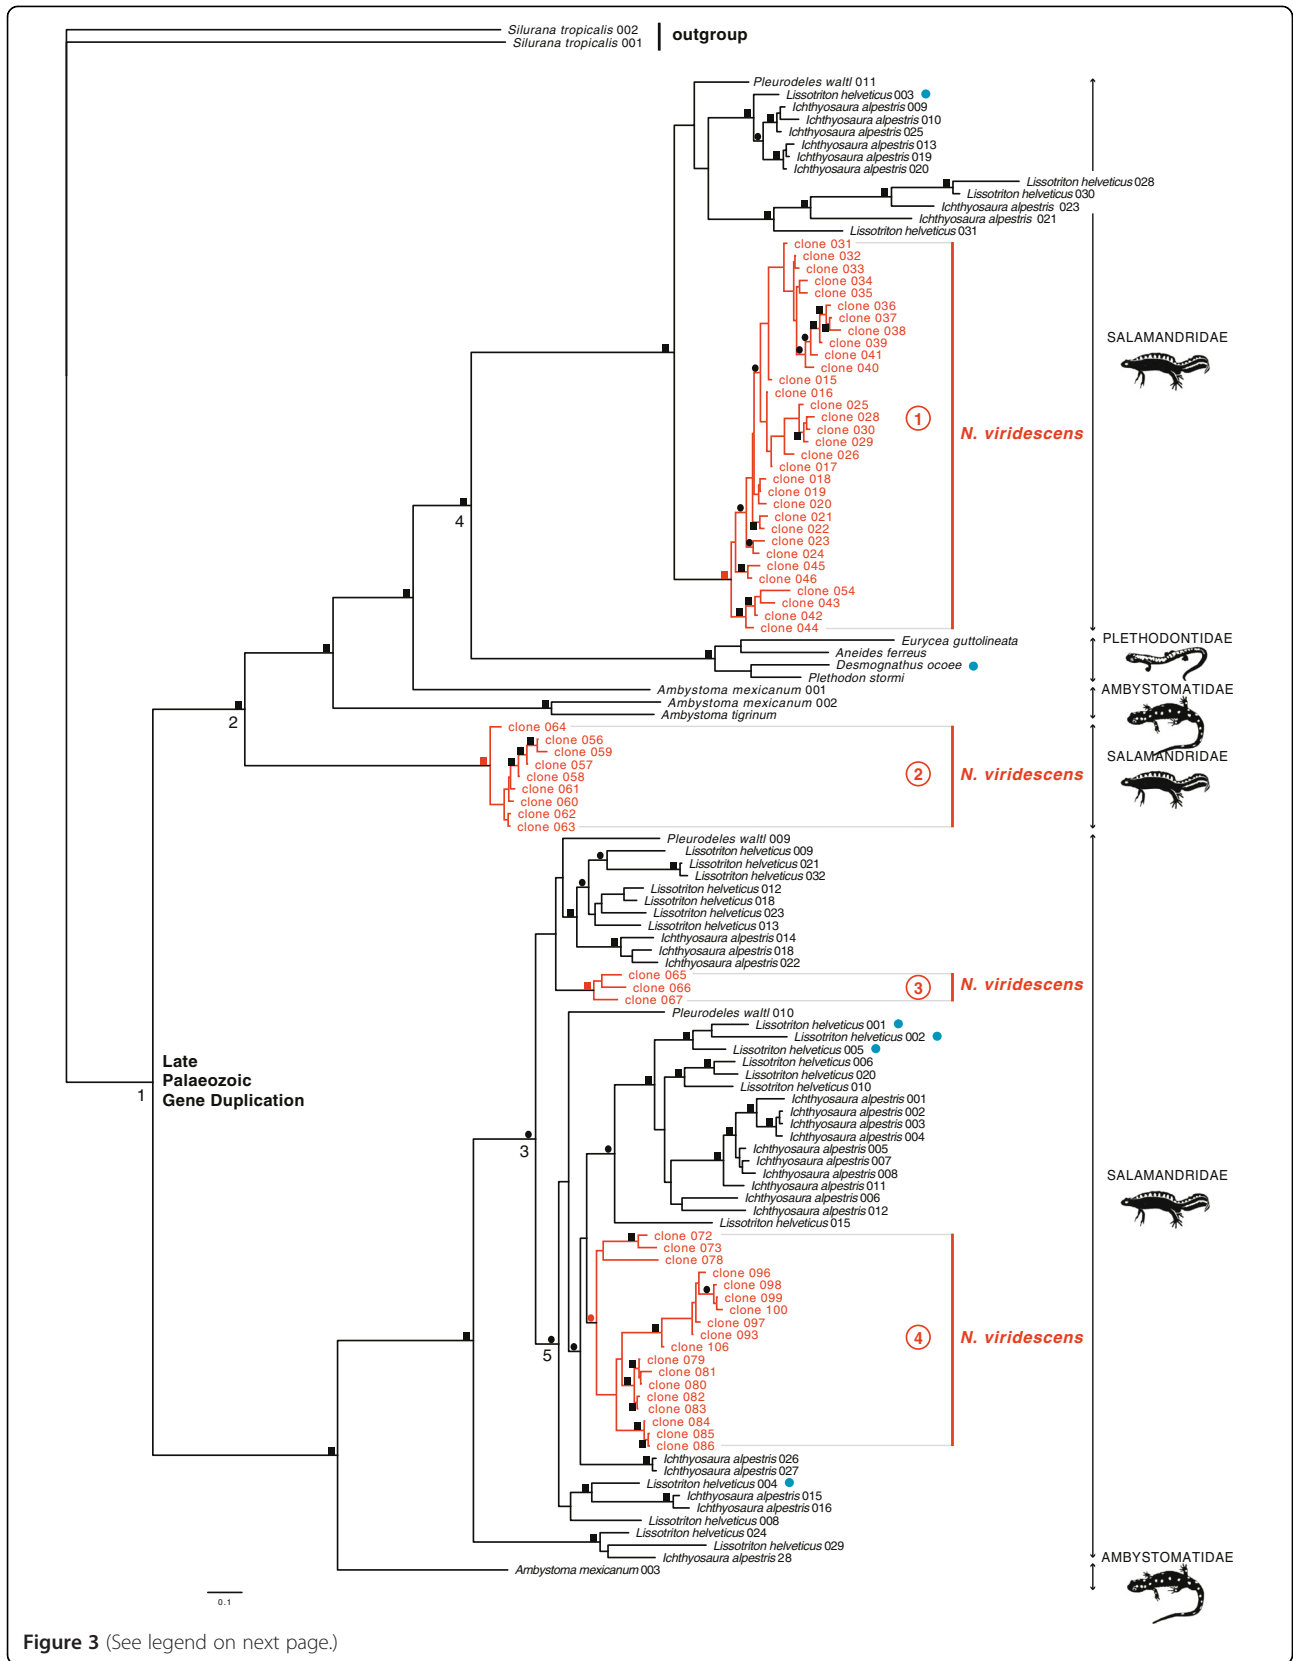 Silurana tropicalis 002
Silurana tropicalis 001
outgroup
Pleurodeles waltl 011
Lissotriton helveticus 003
Ichthyosaura alpestris 009
Ichthyosaura alpestris 010
Ichthyosaura alpestris 025
Ichthyosaura alpestris 013
Ichthyosaura alpestris 019
Ichthyosaura alpestris 020
Lissotriton helveticus 028
Lissotriton helveticus 030
Ichthyosaura alpestris 023
Ichthyosaura alpestris 021
Lissotriton helveticus 031
clone 031
clone 032
clone 033
clone 034
clone 035
clone 036
clone 037
clone 038
clone 039
clone 041
clone 040
clone 015
clone 016
clone 025
clone 028
clone 030
clone 029
clone 026
clone 017
clone 018
clone 019
clone 020
clone 021
clone 022
clone 023
clone 024
clone 045
clone 046
clone 054
clone 043
clone 042
clone 044
1
N. viridescens
SALAMANDRIDAE
4
Eurycea guttolineata
Aneides ferreus
Desmognathus ocoee
Plethodon stormi
PLETHODONTIDAE
Ambystoma mexicanum 001
Ambystoma mexicanum 002
Ambystoma tigrinum
AMBYSTOMATIDAE
2
clone 064
clone 056
clone 059
clone 057
clone 058
clone 061
clone 060
clone 062
clone 063
2
N. viridescens
SALAMANDRIDAE
Pleurodeles waltl 009
Lissotriton helveticus 009
Lissotriton helveticus 021
Lissotriton helveticus 032
Lissotriton helveticus 012
Lissotriton helveticus 018
Lissotriton helveticus 023
Lissotriton helveticus 013
Ichthyosaura alpestris 014
Ichthyosaura alpestris 018
Ichthyosaura alpestris 022
clone 065
clone 066
clone 067
3
N. viridescens
Pleurodeles waltl 010
Lissotriton helveticus 001
Lissotriton helveticus 002
Lissotriton helveticus 005
Lissotriton helveticus 006
Lissotriton helveticus 020
Lissotriton helveticus 010
Ichthyosaura alpestris 001
Ichthyosaura alpestris 002
Ichthyosaura alpestris 003
Ichthyosaura alpestris 004
Ichthyosaura alpestris 005
Ichthyosaura alpestris 007
Ichthyosaura alpestris 008
Ichthyosaura alpestris 011
Ichthyosaura alpestris 006
Ichthyosaura alpestris 012
Lissotriton helveticus 015
1
Late
Palaeozoic
Gene Duplication
3
SALAMANDRIDAE
clone 072
clone 073
clone 078
clone 096
clone 098
clone 099
clone 100
clone 097
clone 093
clone 106
clone 079
clone 081
clone 080
clone 082
clone 083
clone 084
clone 085
clone 086
5
4
N. viridescens
Ichthyosaura alpestris 026
Ichthyosaura alpestris 027
Lissotriton helveticus 004
Ichthyosaura alpestris 015
Ichthyosaura alpestris 016
Lissotriton helveticus 008
Lissotriton helveticus 024
Lissotriton helveticus 029
Ichthyosaura alpestris 28
Ambystoma mexicanum 003
AMBYSTOMATIDAE
0.1
Figure 3 (See legend on next page.)